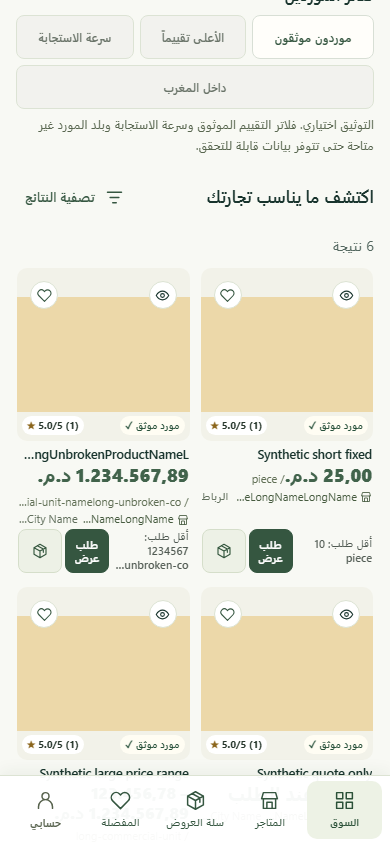 موردون موثقون
الأعلى تقييماً
سرعة الاستجابة
داخل المغرب
التوثيق اختياري. فلاتر التقييم الموثوق وسرعة الاستجابة وبلد المورد غير
متاحة حتى تتوفر بيانات قابلة للتحقق.
اكتشف ما يناسب تجارتك
تصفية النتائج
6 نتيجة
مورد موثق ✓
★ 5.0/5 (1)
Synthetic short fixed
25,00 د.م. / piece
eLongNameLongName... الرباط
أقل طلب: 10
piece
طلب
عرض
مورد موثق ✓
★ 5.0/5 (1)
...ngUnbrokenProductNameL
1.234.567,89 د.م.
/ ial-unit-namelong-unbroken-co...
NameLongName... City Name...
أقل طلب:
1234567
unbroken-co...
طلب
عرض
مورد موثق ✓
★ 5.0/5 (1)
Synthetic quote only
مورد موثق ✓
★ 5.0/5 (1)
Synthetic large price range
السوق
المتاجر
سلة العروض
المفضلة
حسابي